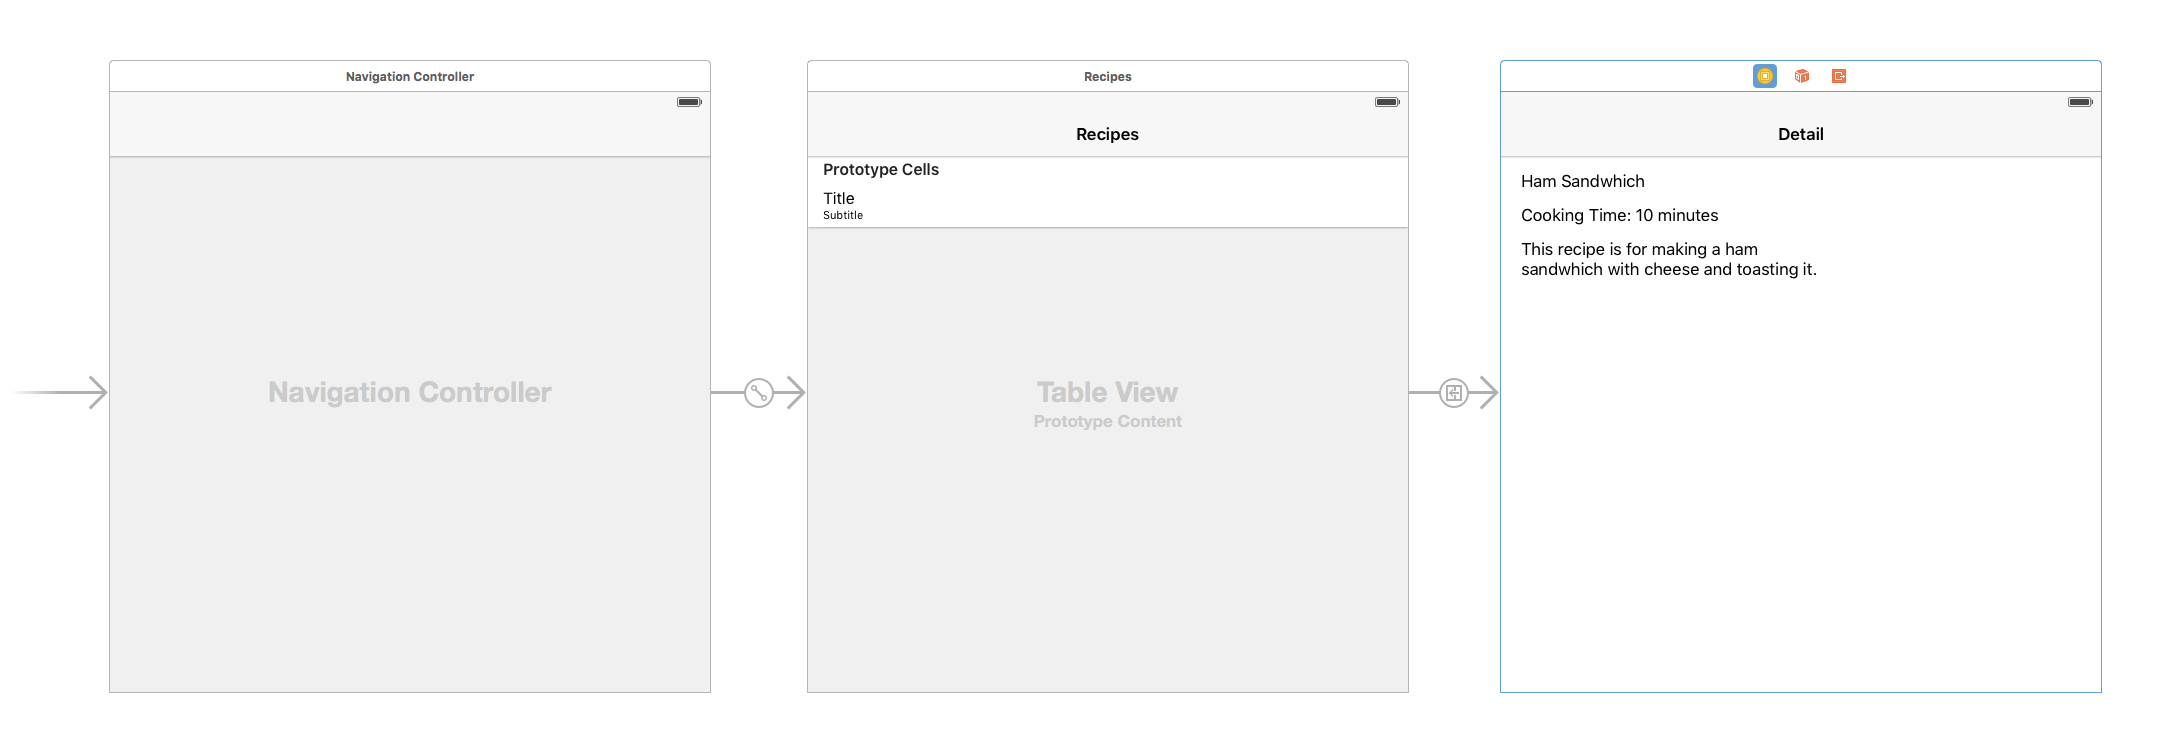 Navigation Controller
Navigation Controller
Recipes
Recipes
Prototype Cells
Title
Subtitle
Table View
Prototype Content
Detail
Ham Sandwhich
Cooking Time: 10 minutes
This recipe is for making a ham
sandwhich with cheese and toasting it.